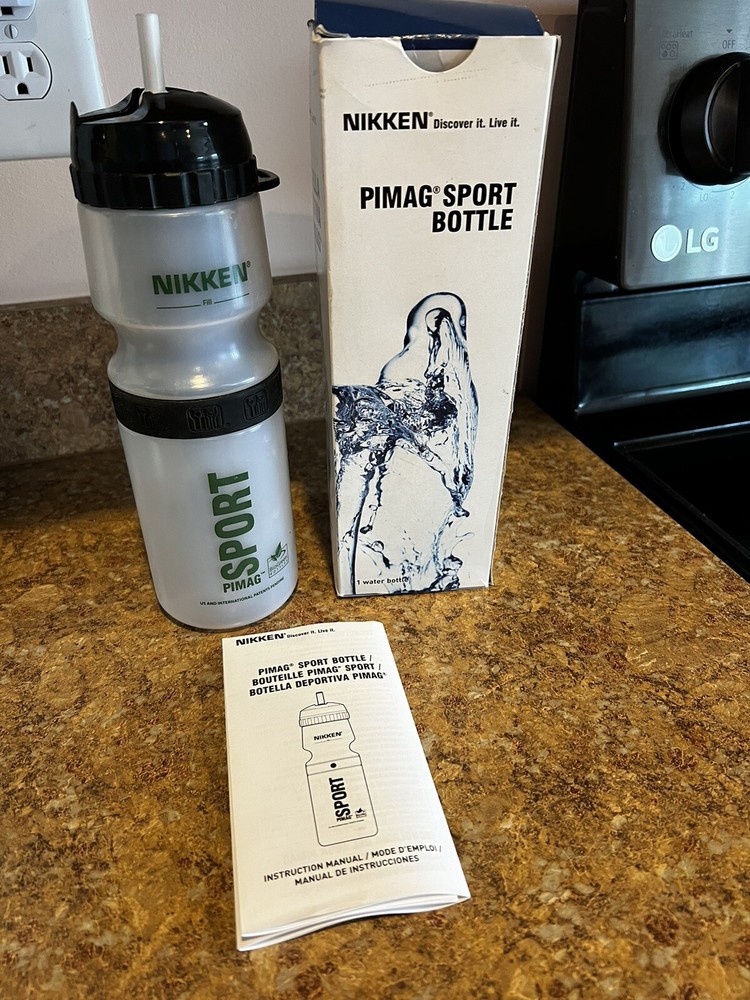 NIKKEN®
Fill
SPORT
PIMAG™
US AND INTERNATIONAL PATENTS PENDING
NIKKEN® Discover it. Live it.
PIMAG® SPORT
BOTTLE
1 water bottle
OFF
LG
NIKKEN® Discover it. Live it.
PIMAG® SPORT BOTTLE /
BOUTEILLE PIMAG® SPORT /
BOTELLA DEPORTIVA PIMAG®
NIKKEN®
SPORT
PIMAG®
INSTRUCTION MANUAL / MODE D'EMPLOI /
MANUAL DE INSTRUCCIONES